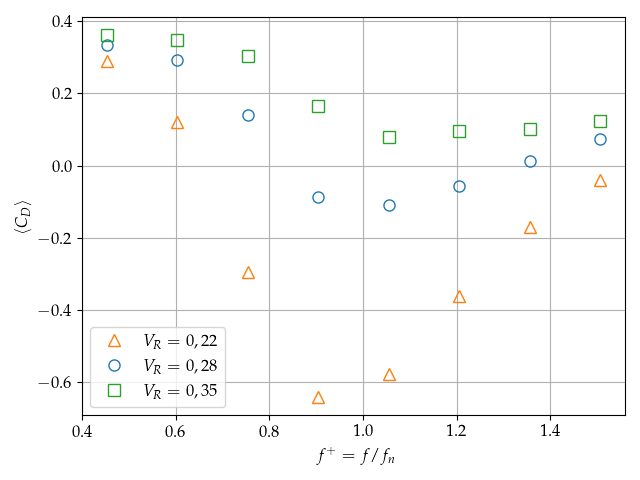 0.4
0.2
0.0
−0.2
−0.4
−0.6
⟨C_D⟩
V_R = 0, 22
V_R = 0, 28
V_R = 0, 35
0.4 0.6 0.8 1.0 1.2 1.4
f^+ = f/f_n